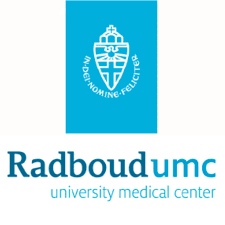 IN·DEI·NOMINE·FELICITER
Radboudumc
university medical center